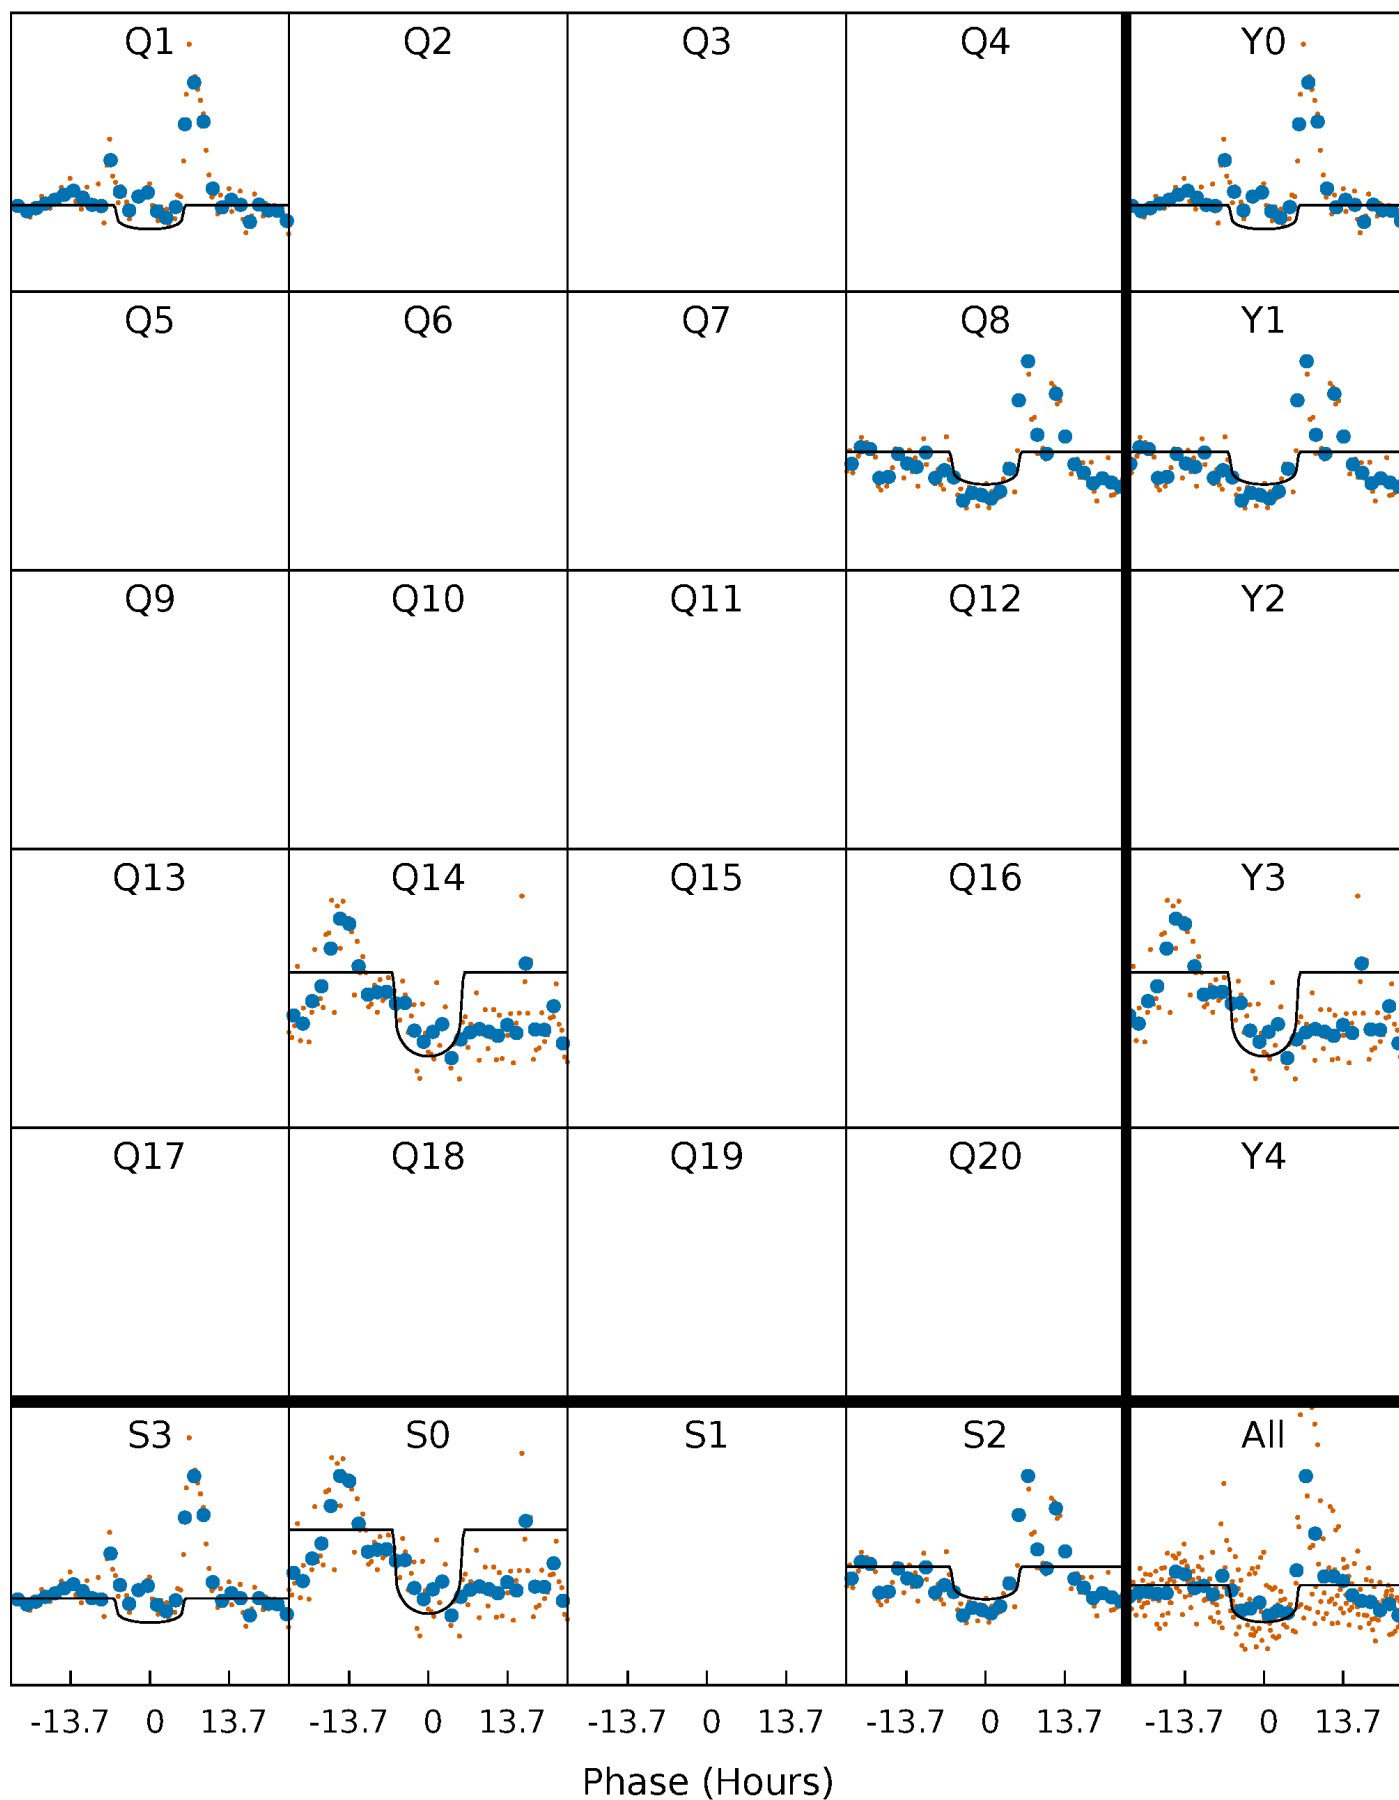 Q1 Q2 Q3 Q4 Y0
Q5 Q6 Q7 Q8 Y1
Q9 Q10 Q11 Q12 Y2
Q13 Q14 Q15 Q16 Y3
Q17 Q18 Q19 Q20 Y4
S3 S0 S1 S2 All
-13.7 0 13.7 -13.7 0 13.7 -13.7 0 13.7 -13.7 0 13.7 -13.7 0 13.7
Phase (Hours)